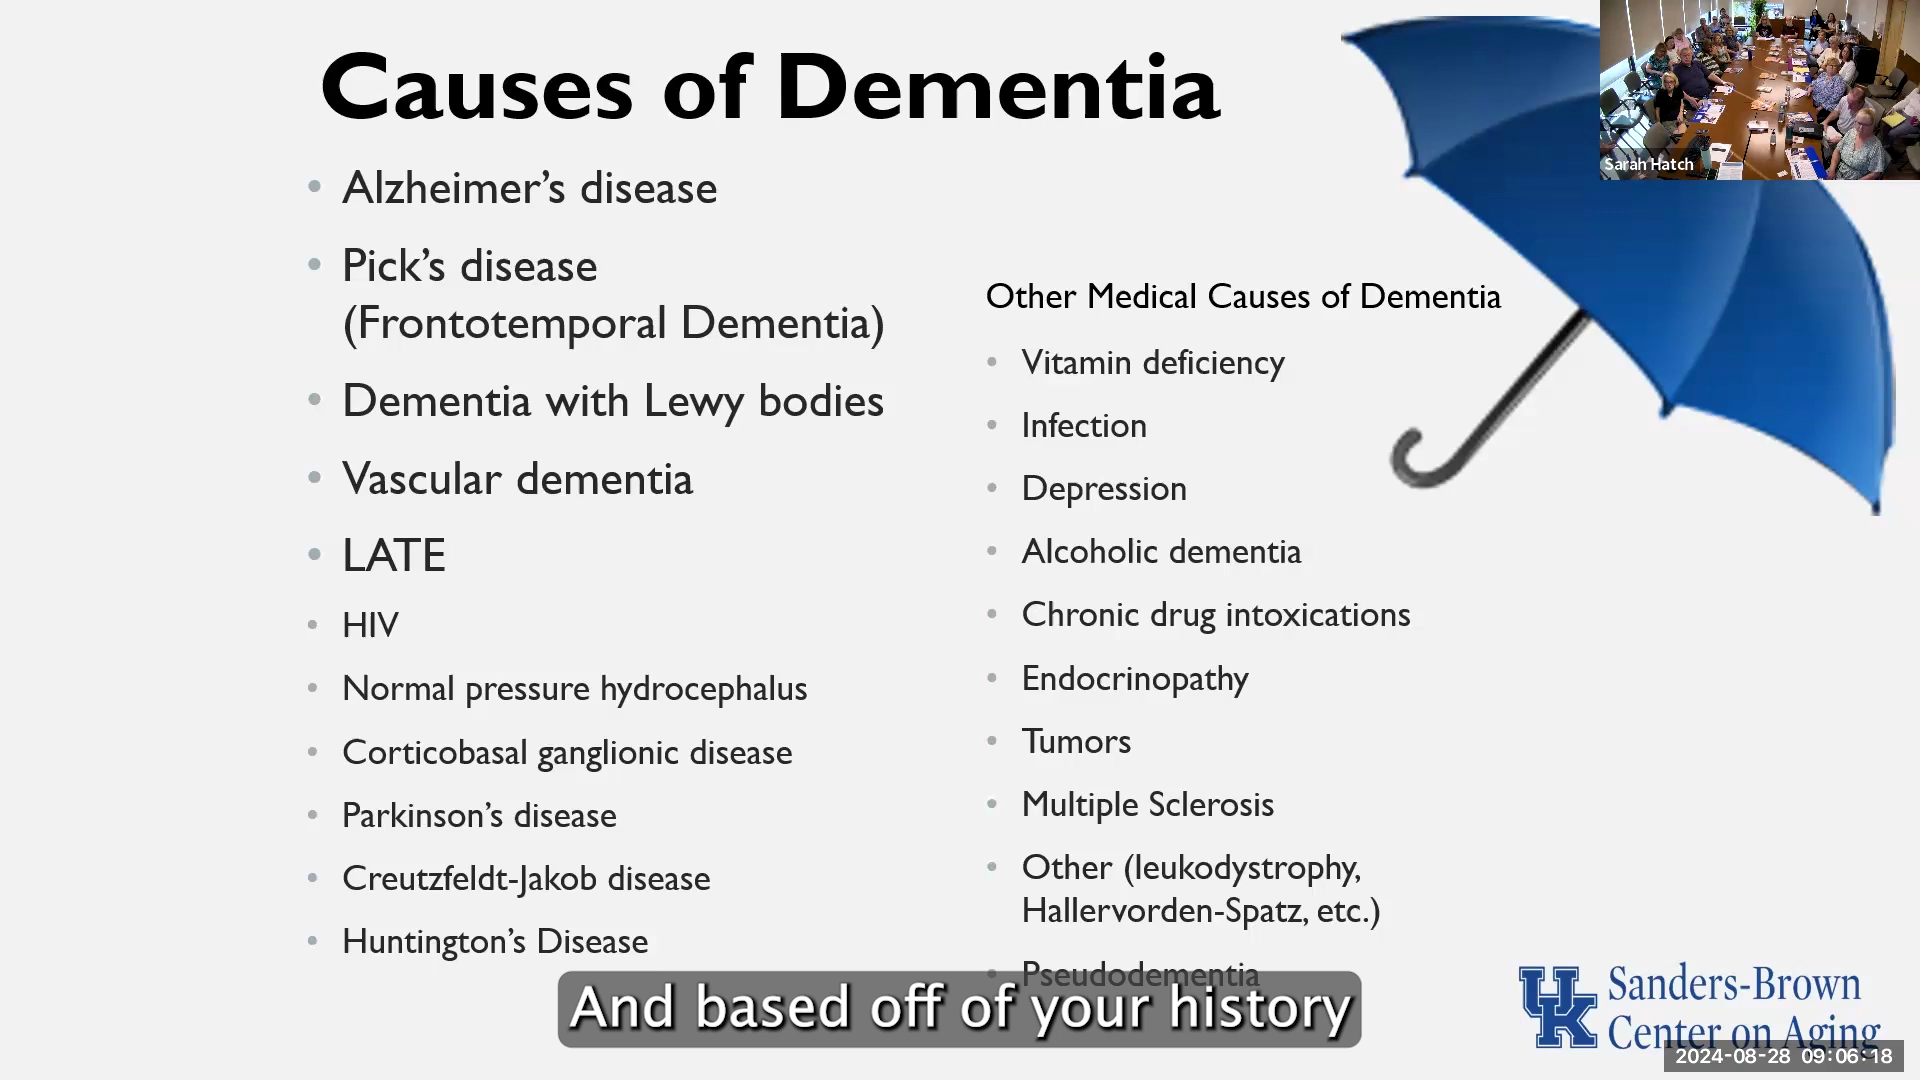 Causes of Dementia
Sarah Hatch
• Alzheimer’s disease
• Pick’s disease
(Frontotemporal Dementia)
• Dementia with Lewy bodies
• Vascular dementia
• LATE
• HIV
• Normal pressure hydrocephalus
• Corticobasal ganglionic disease
• Parkinson’s disease
• Creutzfeldt-Jakob disease
• Huntington’s Disease
Other Medical Causes of Dementia
• Vitamin deficiency
• Infection
• Depression
• Alcoholic dementia
• Chronic drug intoxications
• Endocrinopathy
• Tumors
• Multiple Sclerosis
• Other (leukodystrophy,
Hallervorden-Spatz, etc.)
• Pseudodementia
And based off of your history
UK
Sanders-Brown
Center on Aging
2024-08-28 09:06:18